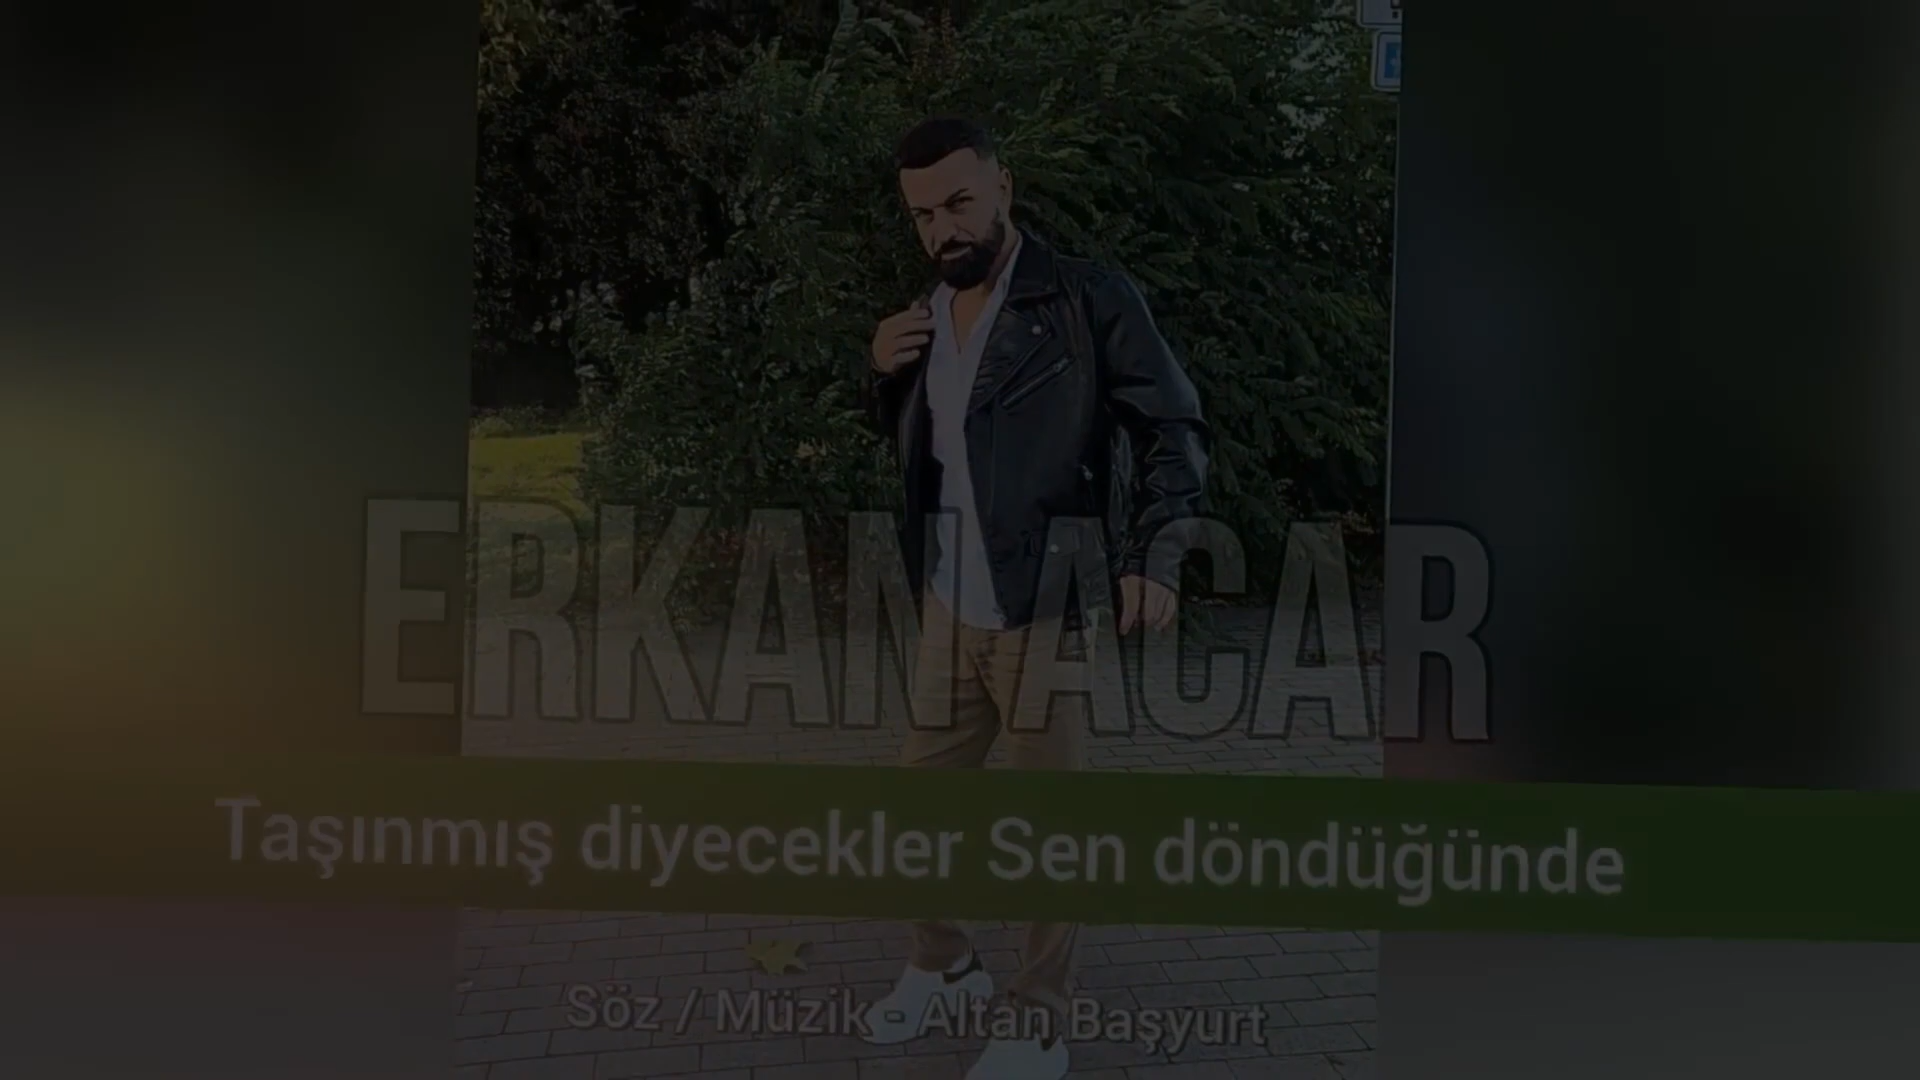 ERKAN ACAR
Taşınmış diyecekler Sen döndüğünde
Söz / Müzik - Altan Başyurt